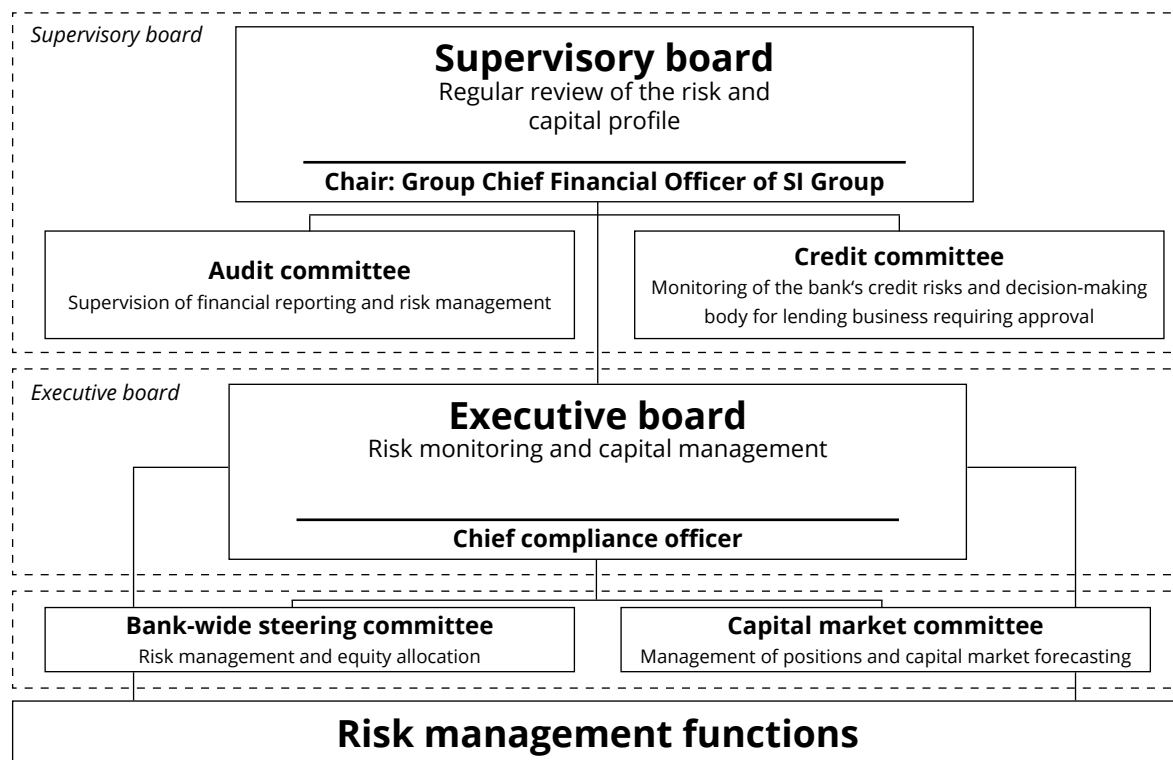 Supervisory board
Supervisory board
Regular review of the risk and
capital profile
Chair: Group Chief Financial Officer of SI Group
Audit committee
Supervision of financial reporting and risk management
Credit committee
Monitoring of the bank‘s credit risks and decision-making
body for lending business requiring approval
Executive board
Executive board
Risk monitoring and capital management
Chief compliance officer
Bank-wide steering committee
Risk management and equity allocation
Capital market committee
Management of positions and capital market forecasting
Risk management functions